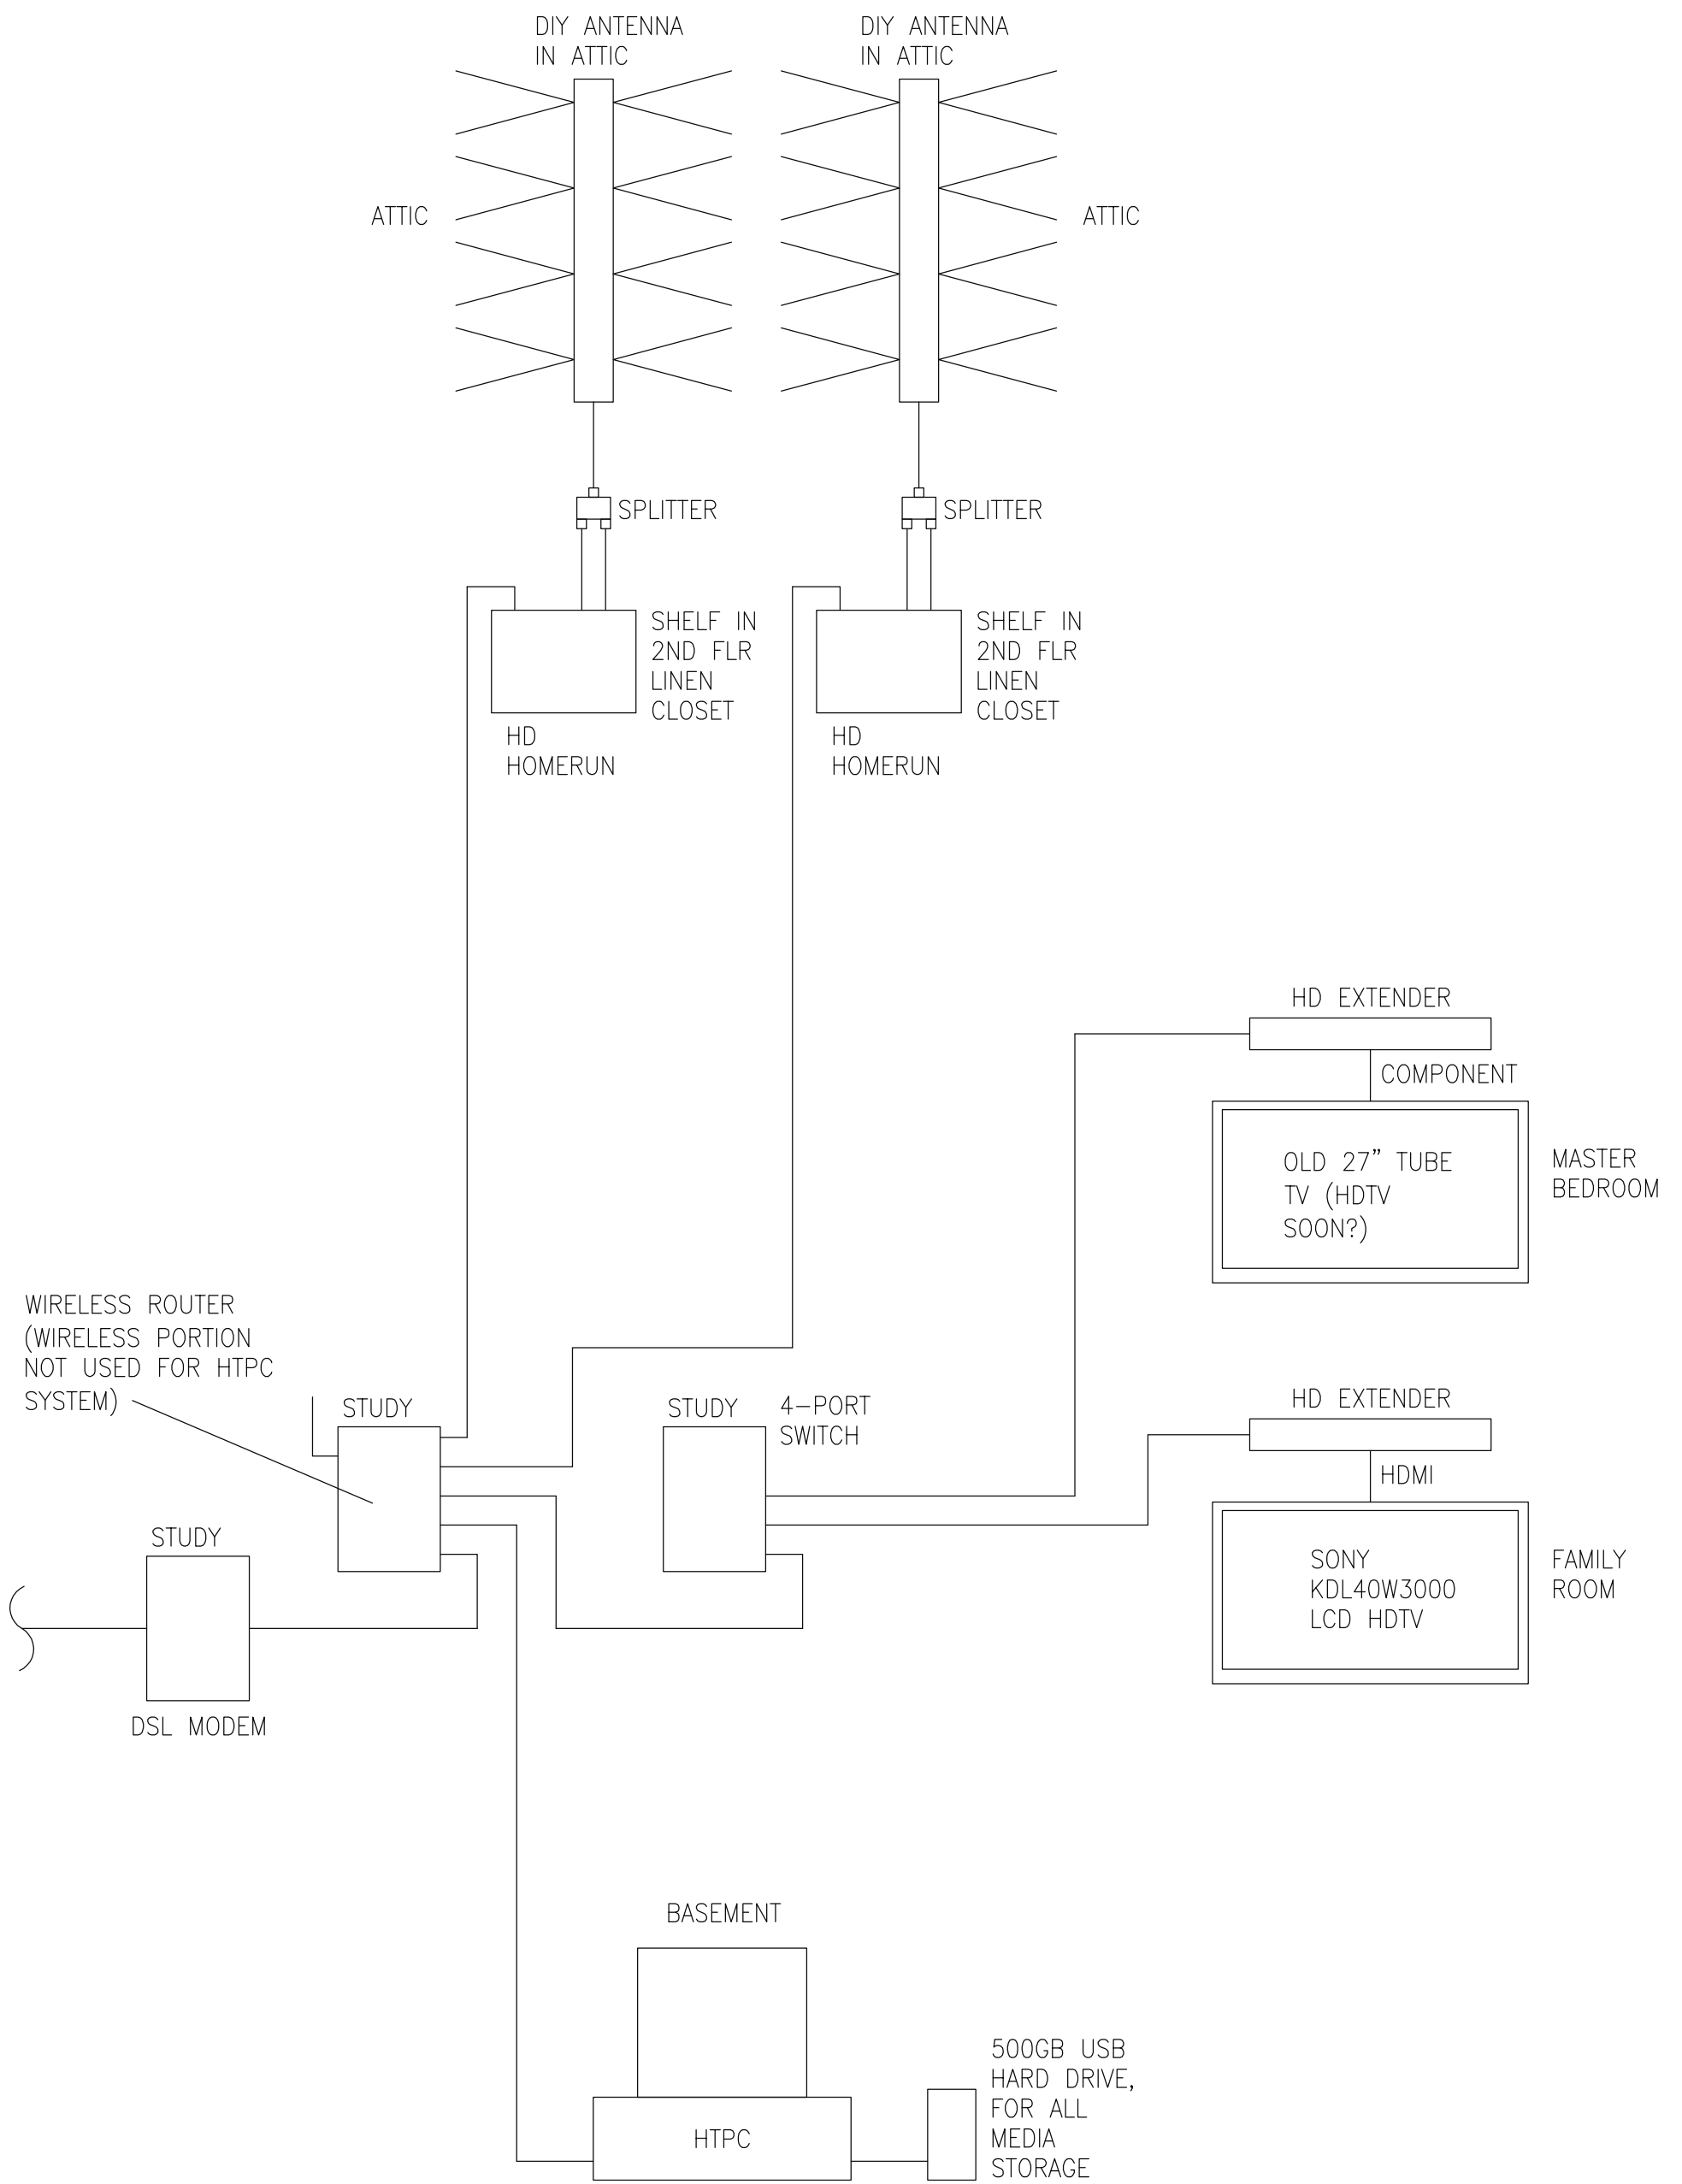 DIY ANTENNA
IN ATTIC
DIY ANTENNA
IN ATTIC
ATTIC
ATTIC
SPLITTER
SPLITTER
SHELF IN
2ND FLR
LINEN
CLOSET
SHELF IN
2ND FLR
LINEN
CLOSET
HD
HOMERUN
HD
HOMERUN
HD EXTENDER
COMPONENT
OLD 27” TUBE
TV (HDTV
SOON?)
MASTER
BEDROOM
WIRELESS ROUTER
(WIRELESS PORTION
NOT USED FOR HTPC
SYSTEM)
STUDY
STUDY
4-PORT
SWITCH
HD EXTENDER
HDMI
SONY
KDL40W3000
LCD HDTV
FAMILY
ROOM
STUDY
DSL MODEM
BASEMENT
HTPC
500GB USB
HARD DRIVE,
FOR ALL
MEDIA
STORAGE